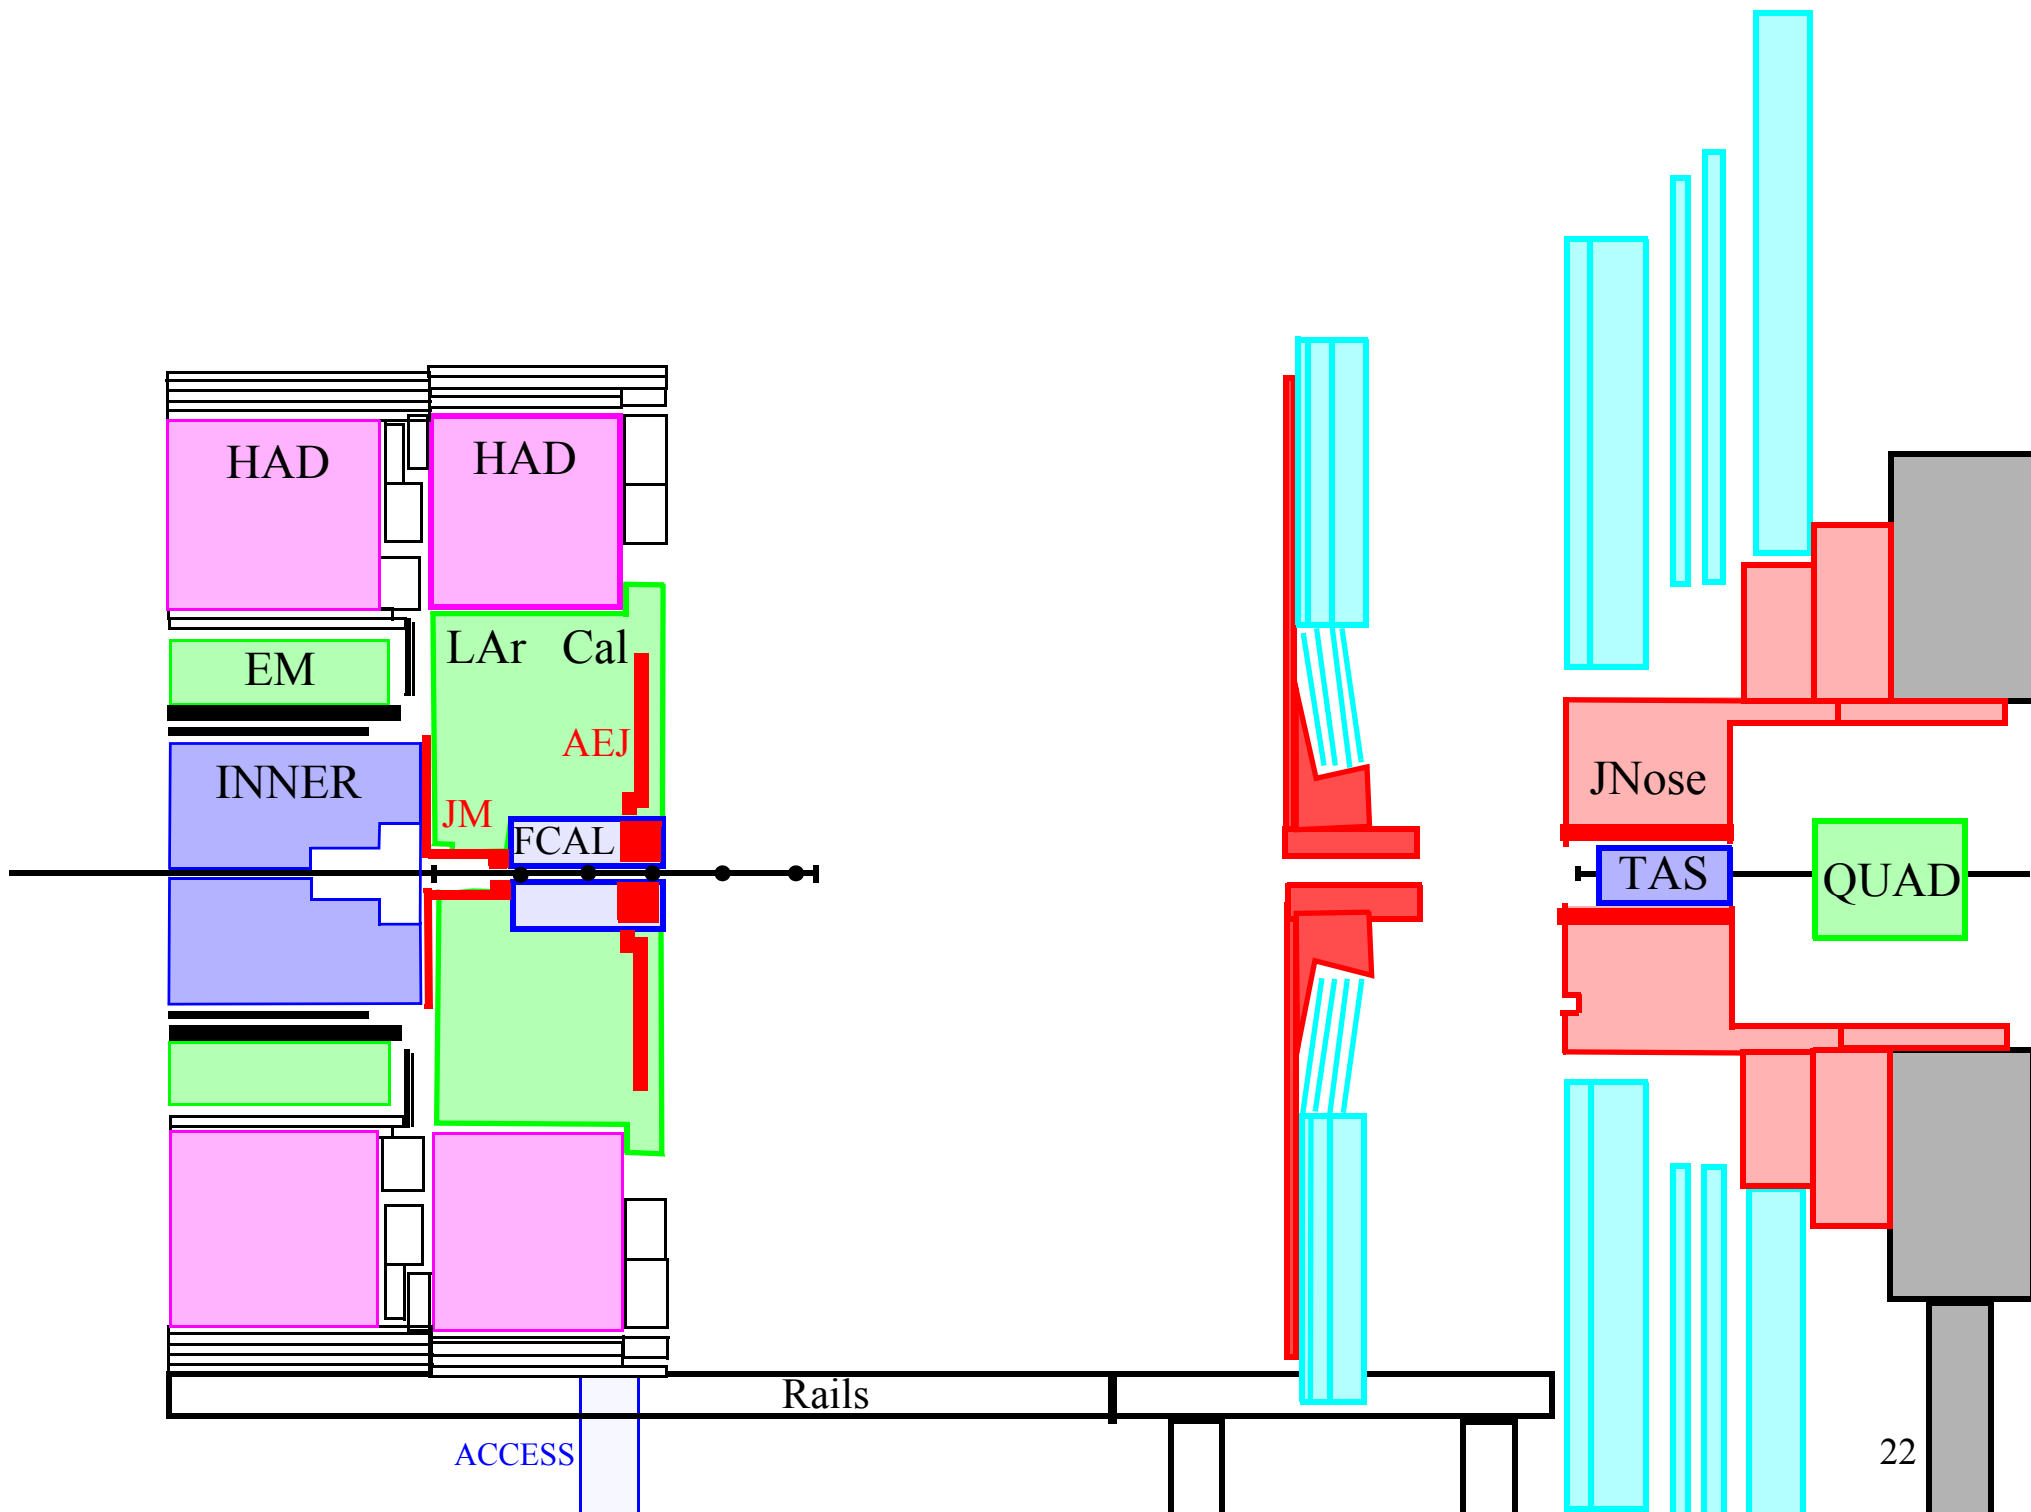 HAD
HAD
LAr Cal
EM
AEJ
INNER
JNose
JM
FCAL
TAS
QUAD
Rails
ACCESS
22